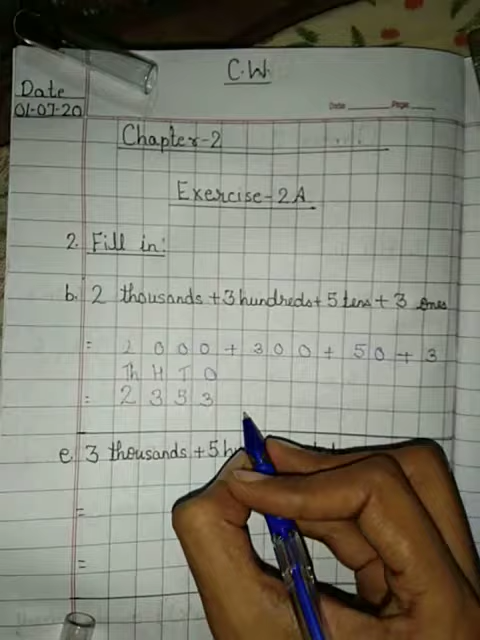 C.W.
Date
01-07-20
Date Page
Chapter-2
Exercise-2A
2. Fill in:
b. 2 thousands + 3 hundreds + 5 tens + 3 ones
= 2000 + 300 + 50 + 3
Th H T O
= 2 3 5 3
e. 3 thousands + 5
=
=